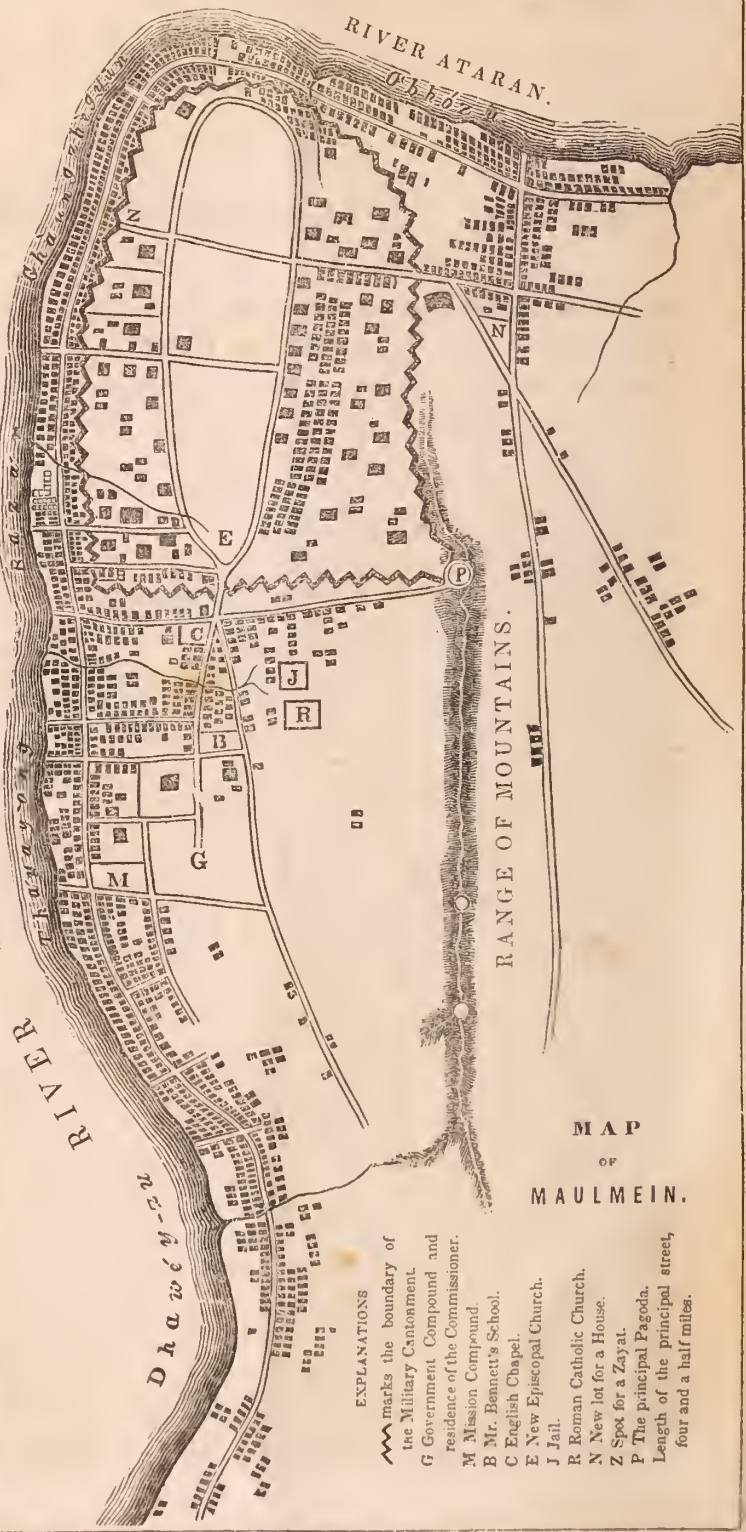 RIVER ATARAN.
Bazar
RIVER
Dhawéy-zu
N
E
P
C
J
R
B
G
M
RANGE OF MOUNTAINS.
MAP
OF
MAULMEIN.
EXPLANATIONS
marks the boundary of
the Military Cantonment.
G Government Compound and
residence of the Commissioner.
M Mission Compound.
B Mr. Bennett's School.
C English Chapel.
E New Episcopal Church.
J Jail.
R Roman Catholic Church.
N New lot for a House.
Z Spot for a Zayat.
P The principal Pagoda.
Length of the principal street,
four and a half miles.